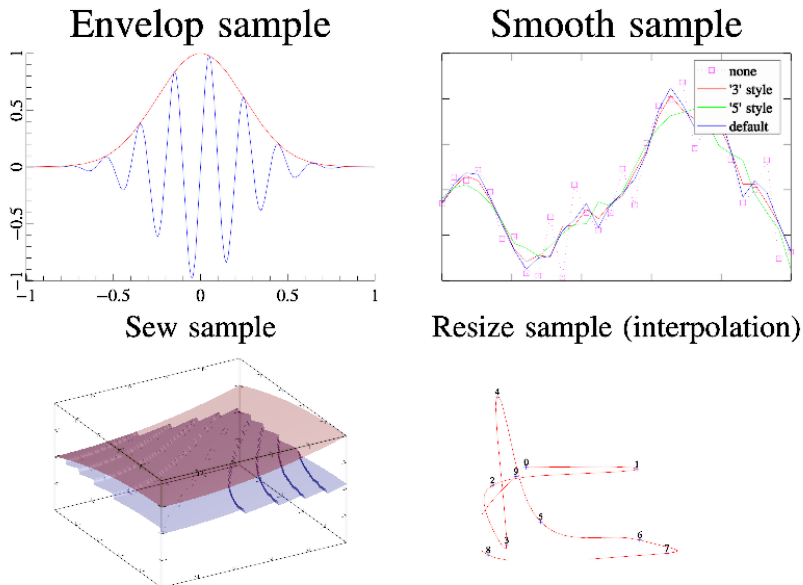 Envelop sample
Smooth sample
1
0.5
0
−0.5
−1
−1
−0.5
0
0.5
1
none
'3' style
'5' style
default
Sew sample
Resize sample (interpolation)
4
0
1
9
2
5
3
6
7
8